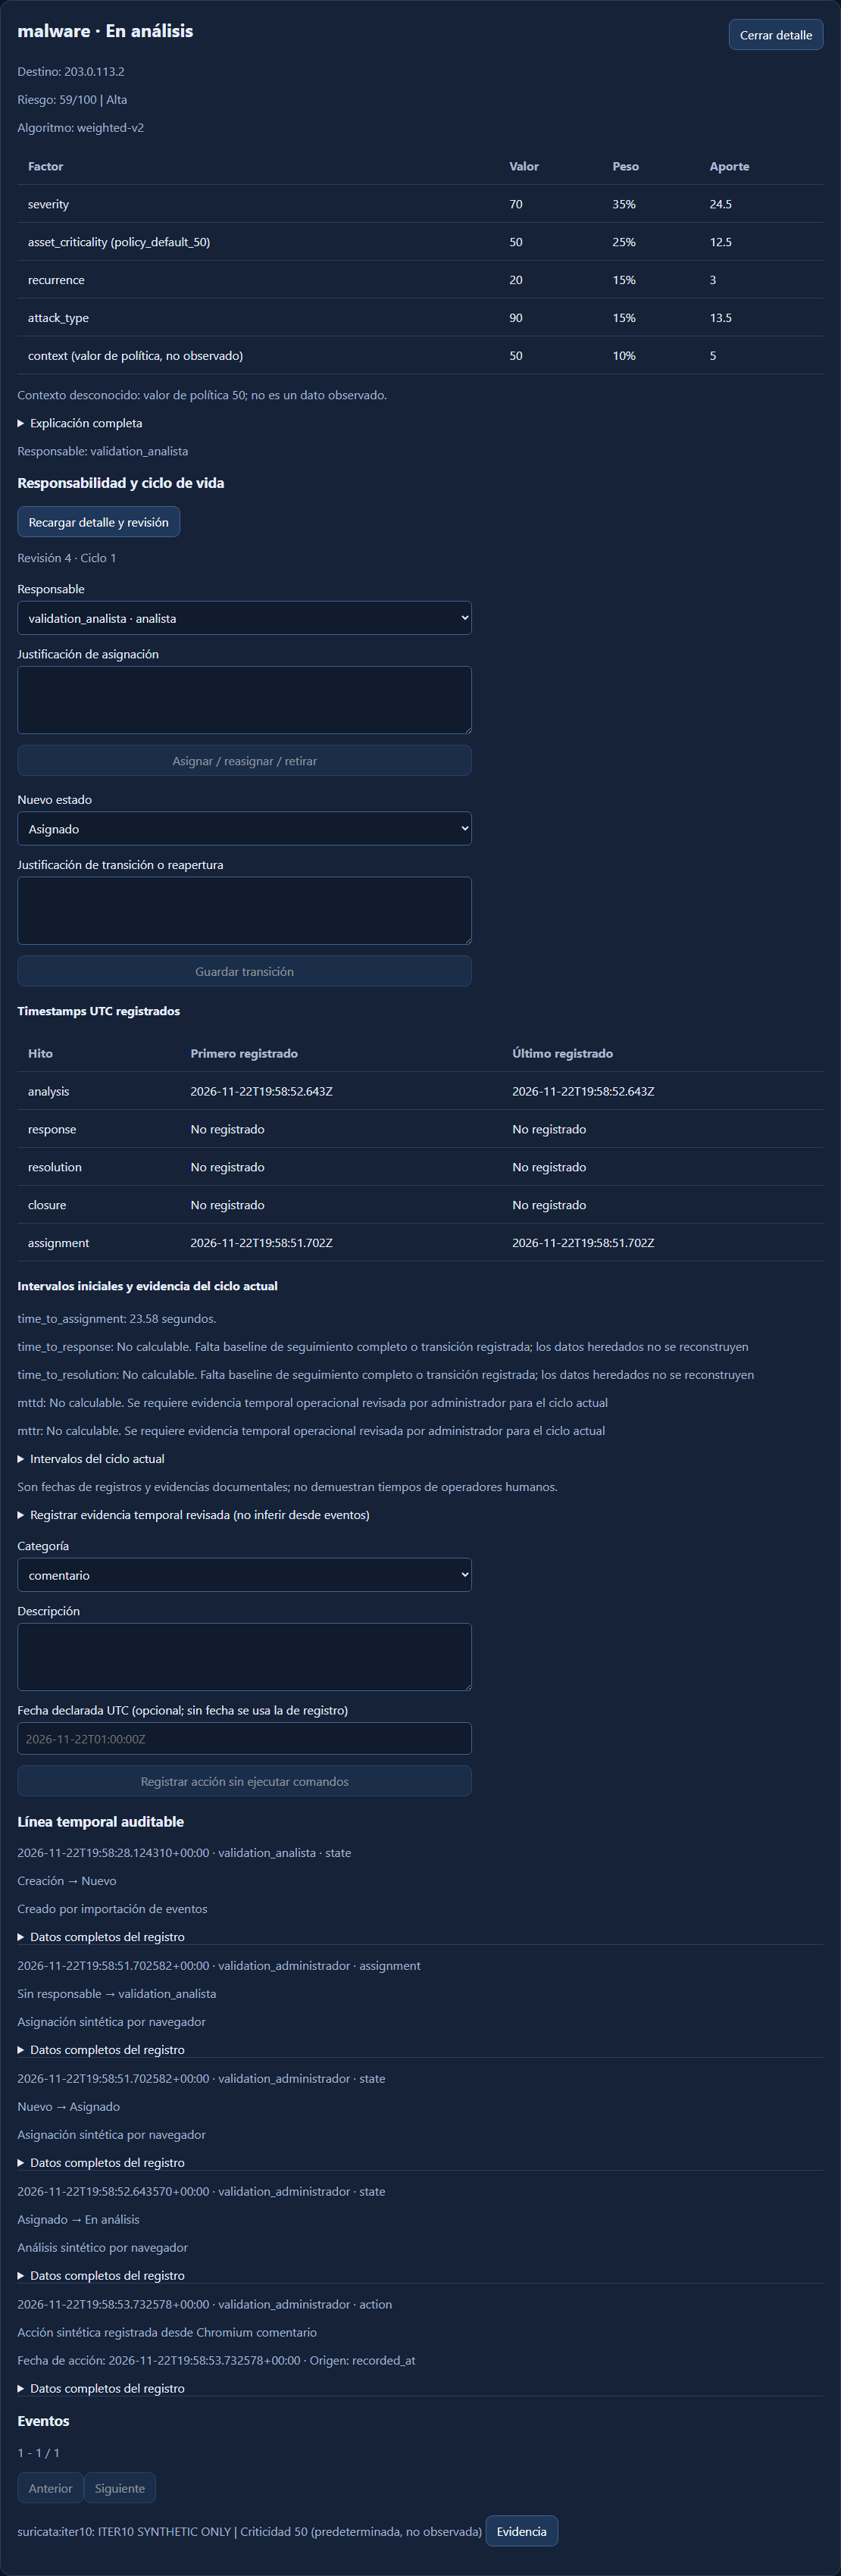 malware · En análisis
Cerrar detalle
Destino: 203.0.113.2
Riesgo: 59/100 | Alta
Algoritmo: weighted-v2
Factor Valor Peso Aporte
severity 70 35% 24.5
asset_criticality (policy_default_50) 50 25% 12.5
recurrence 20 15% 3
attack_type 90 15% 13.5
context (valor de política, no observado) 50 10% 5
Contexto desconocido: valor de política 50; no es un dato observado.
▶ Explicación completa
Responsable: validation_analista
Responsabilidad y ciclo de vida
Recargar detalle y revisión
Revisión 4 · Ciclo 1
Responsable
validation_analista · analista
Justificación de asignación
Asignar / reasignar / retirar
Nuevo estado
Asignado
Justificación de transición o reapertura
Guardar transición
Timestamps UTC registrados
Hito Primero registrado Último registrado
analysis 2026-11-22T19:58:52.643Z 2026-11-22T19:58:52.643Z
response No registrado No registrado
resolution No registrado No registrado
closure No registrado No registrado
assignment 2026-11-22T19:58:51.702Z 2026-11-22T19:58:51.702Z
Intervalos iniciales y evidencia del ciclo actual
time_to_assignment: 23.58 segundos.
time_to_response: No calculable. Falta baseline de seguimiento completo o transición registrada; los datos heredados no se reconstruyen
time_to_resolution: No calculable. Falta baseline de seguimiento completo o transición registrada; los datos heredados no se reconstruyen
mttd: No calculable. Se requiere evidencia temporal operacional revisada por administrador para el ciclo actual
mttr: No calculable. Se requiere evidencia temporal operacional revisada por administrador para el ciclo actual
▶ Intervalos del ciclo actual
Son fechas de registros y evidencias documentales; no demuestran tiempos de operadores humanos.
▶ Registrar evidencia temporal revisada (no inferir desde eventos)
Categoría
comentario
Descripción
Fecha declarada UTC (opcional; sin fecha se usa la de registro)
2026-11-22T01:00:00Z
Registrar acción sin ejecutar comandos
Línea temporal auditable
2026-11-22T19:58:28.124310+00:00 · validation_analista · state
Creación → Nuevo
Creado por importación de eventos
▶ Datos completos del registro
2026-11-22T19:58:51.702582+00:00 · validation_administrador · assignment
Sin responsable → validation_analista
Asignación sintética por navegador
▶ Datos completos del registro
2026-11-22T19:58:51.702582+00:00 · validation_administrador · state
Nuevo → Asignado
Asignación sintética por navegador
▶ Datos completos del registro
2026-11-22T19:58:52.643570+00:00 · validation_administrador · state
Asignado → En análisis
Análisis sintético por navegador
▶ Datos completos del registro
2026-11-22T19:58:53.732578+00:00 · validation_administrador · action
Acción sintética registrada desde Chromium comentario
Fecha de acción: 2026-11-22T19:58:53.732578+00:00 · Origen: recorded_at
▶ Datos completos del registro
Eventos
1 - 1 / 1
Anterior Siguiente
suricata:iter10: ITER10 SYNTHETIC ONLY | Criticidad 50 (predeterminada, no observada) Evidencia